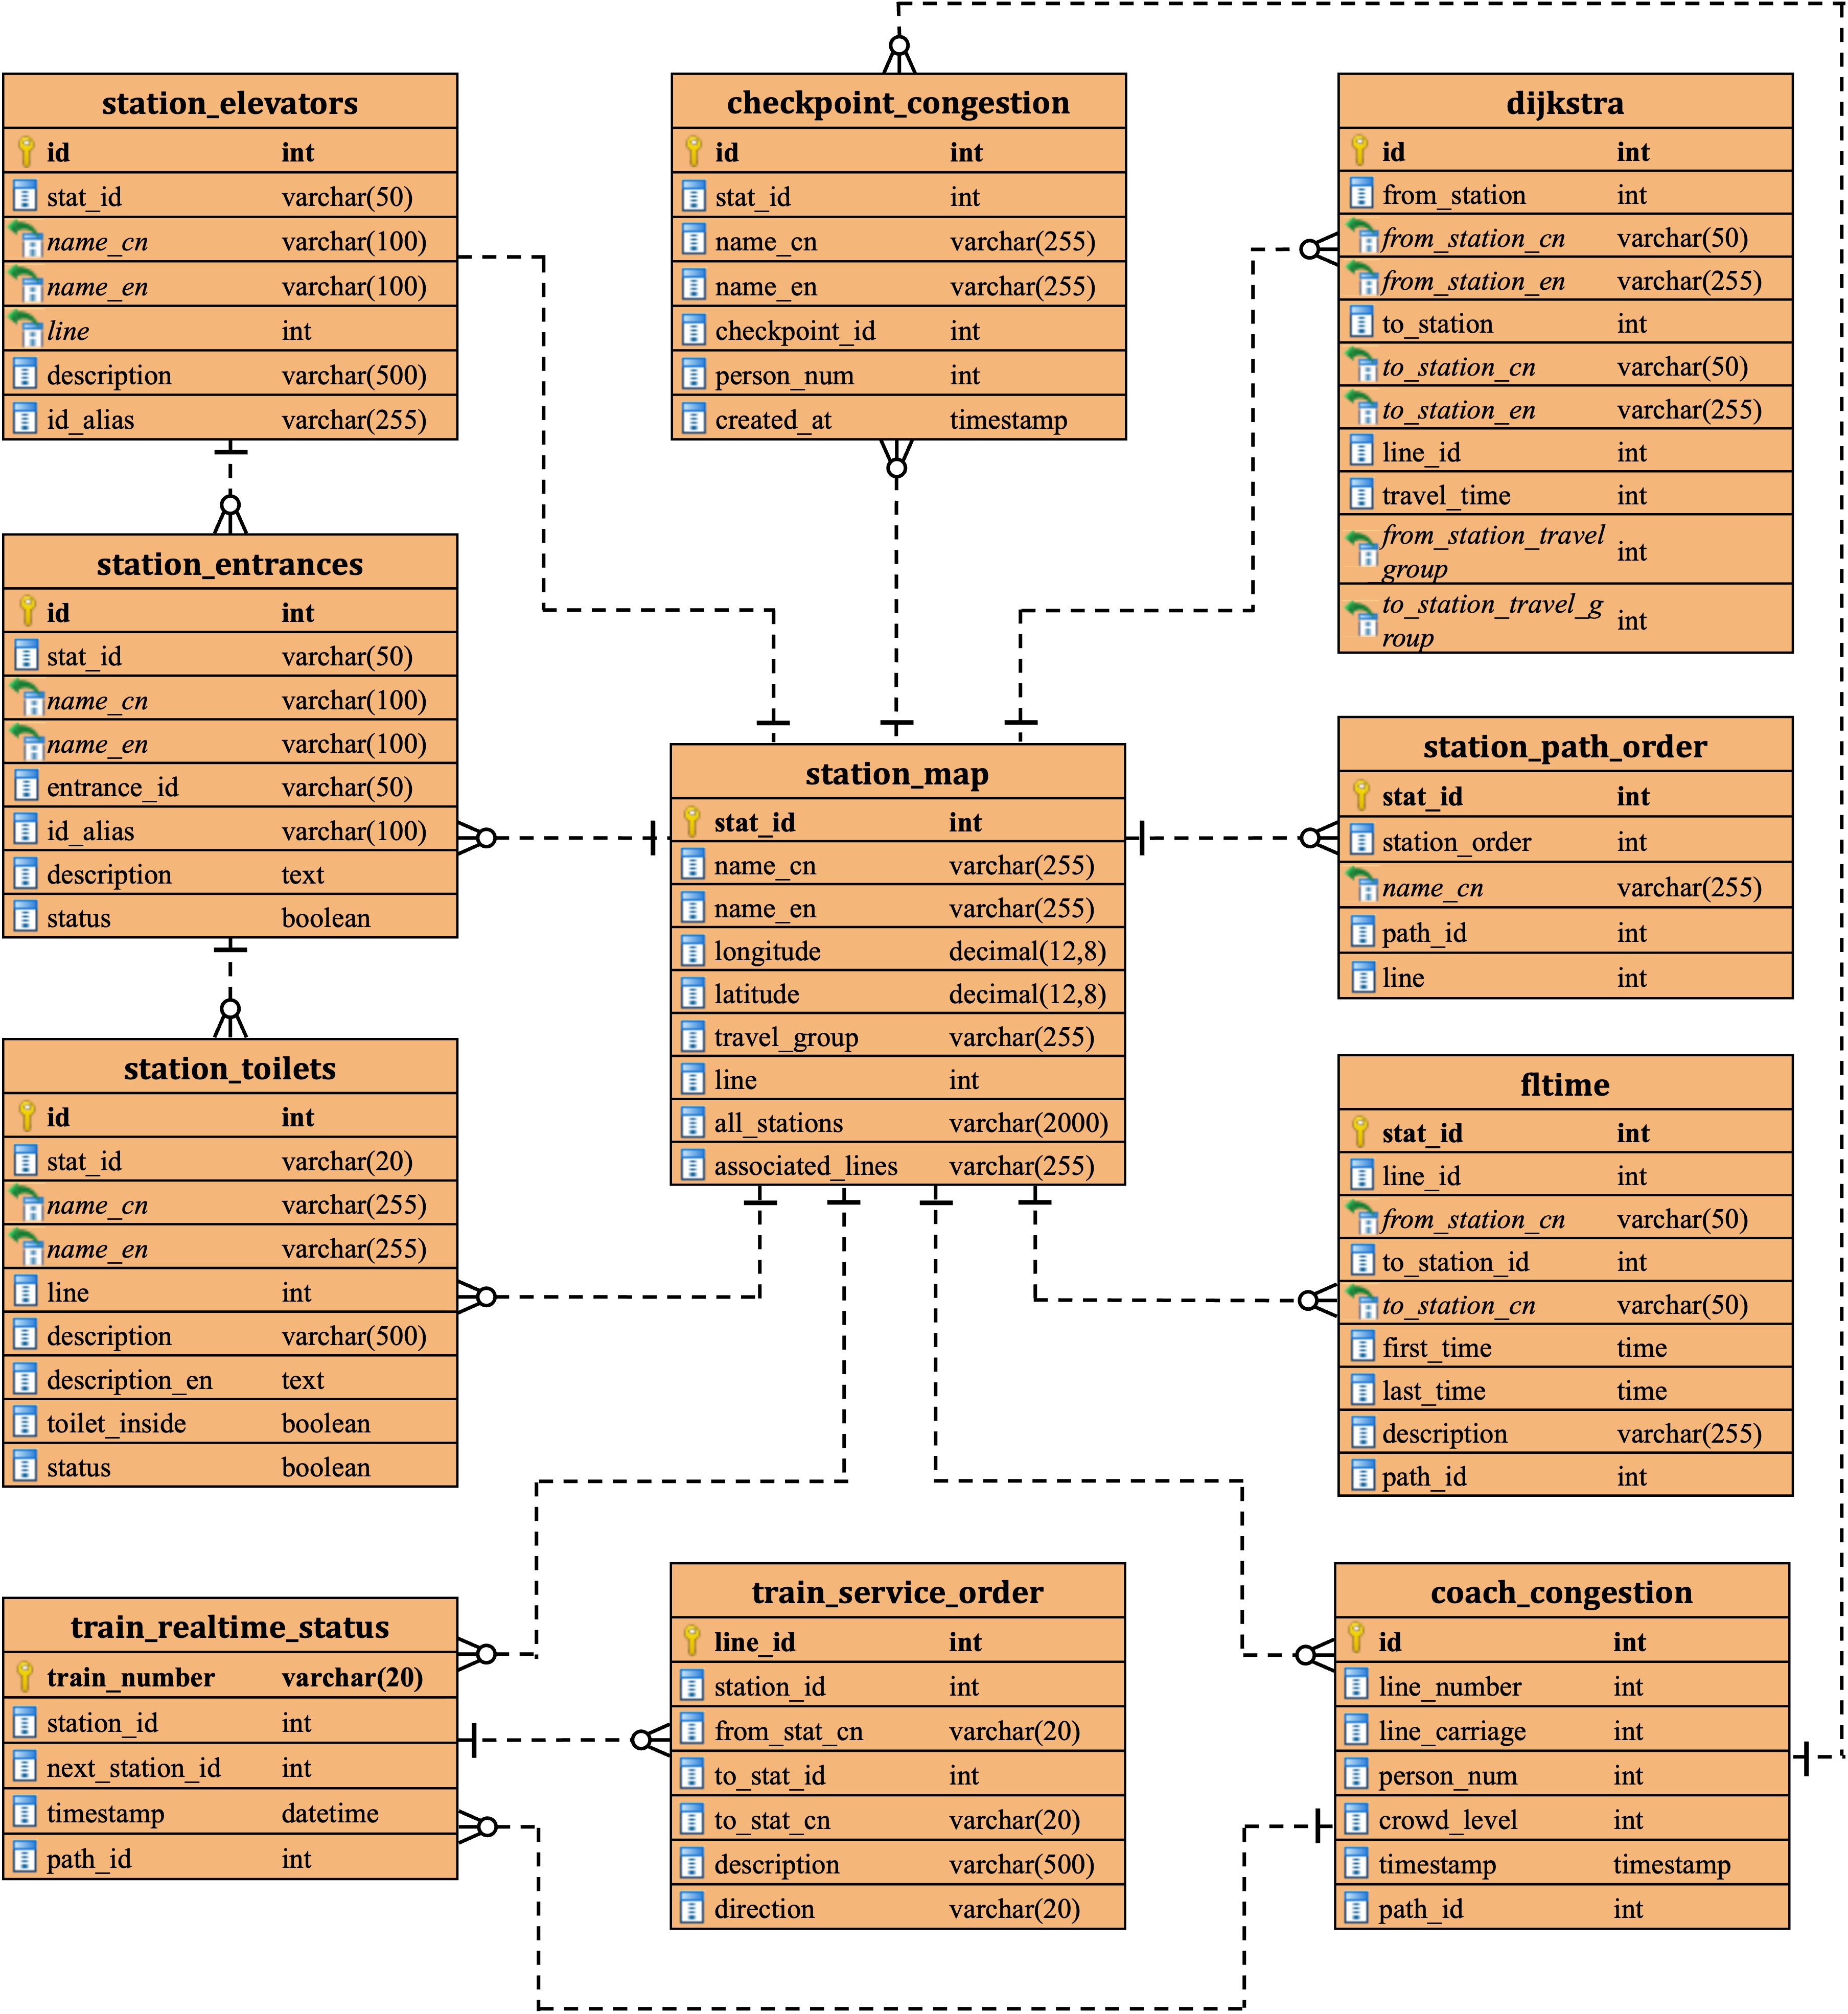 station_elevators
id int
stat_id varchar(50)
name_cn varchar(100)
name_en varchar(100)
line int
description varchar(500)
id_alias varchar(255)
checkpoint_congestion
id int
stat_id int
name_cn varchar(255)
name_en varchar(255)
checkpoint_id int
person_num int
created_at timestamp
dijkstra
id int
from_station int
from_station_cn varchar(50)
from_station_en varchar(255)
to_station int
to_station_cn varchar(50)
to_station_en varchar(255)
line_id int
travel_time int
from_station_travel
_group int
to_station_travel_g
roup int
station_entrances
id int
stat_id varchar(50)
name_cn varchar(100)
name_en varchar(100)
entrance_id varchar(50)
id_alias varchar(100)
description text
status boolean
station_map
stat_id int
name_cn varchar(255)
name_en varchar(255)
longitude decimal(12,8)
latitude decimal(12,8)
travel_group varchar(255)
line int
all_stations varchar(2000)
associated_lines varchar(255)
station_path_order
stat_id int
station_order int
name_cn varchar(255)
path_id int
line int
station_toilets
id int
stat_id varchar(20)
name_cn varchar(255)
name_en varchar(255)
line int
description varchar(500)
description_en text
toilet_inside boolean
status boolean
fltime
stat_id int
line_id int
from_station_cn varchar(50)
to_station_id int
to_station_cn varchar(50)
first_time time
last_time time
description varchar(255)
path_id int
train_realtime_status
train_number varchar(20)
station_id int
next_station_id int
timestamp datetime
path_id int
train_service_order
line_id int
station_id int
from_stat_cn varchar(20)
to_stat_id int
to_stat_cn varchar(20)
description varchar(500)
direction varchar(20)
coach_congestion
id int
line_number int
line_carriage int
person_num int
crowd_level int
timestamp timestamp
path_id int